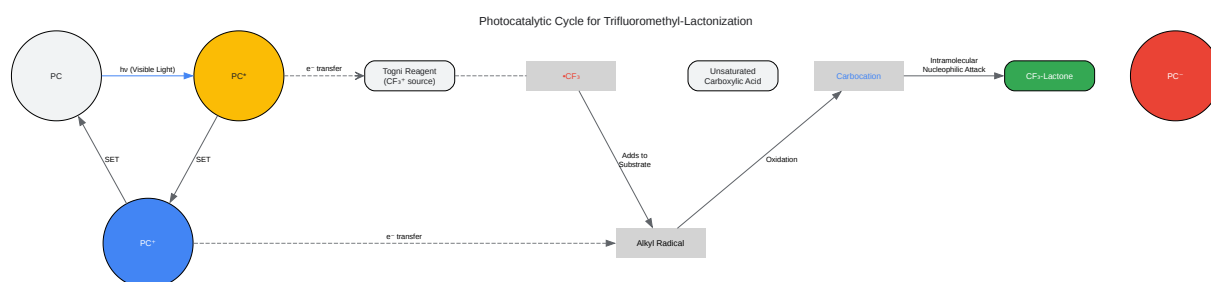 Photocatalytic Cycle for Trifluoromethyl-Lactonization
PC
hν (Visible Light)
PC*
e⁻ transfer
Togni Reagent
(CF₃⁺ source)
•CF₃
Unsaturated
Carboxylic Acid
Carbocation
Intramolecular
Nucleophilic Attack
CF₃-Lactone
PC⁻
SET
SET
Adds to
Substrate
Oxidation
PC⁺
e⁻ transfer
Alkyl Radical